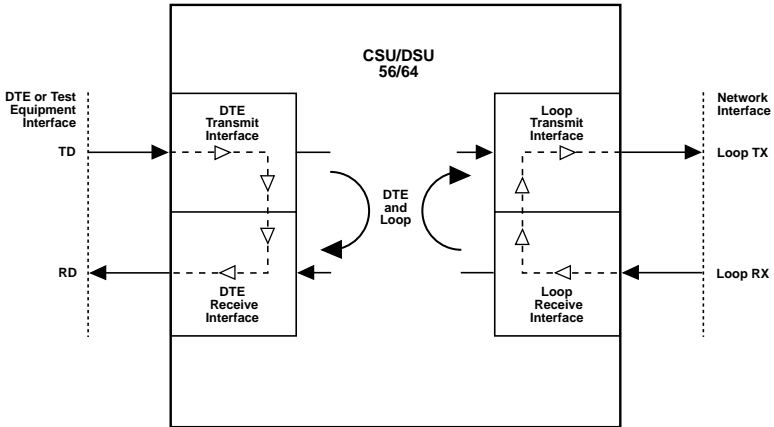 CSU/DSU
56/64
DTE or Test
Equipment
Interface
DTE
Transmit
Interface
Loop
Transmit
Interface
Network
Interface
TD
Loop TX
DTE
and
Loop
RD
Loop RX
DTE
Receive
Interface
Loop
Receive
Interface